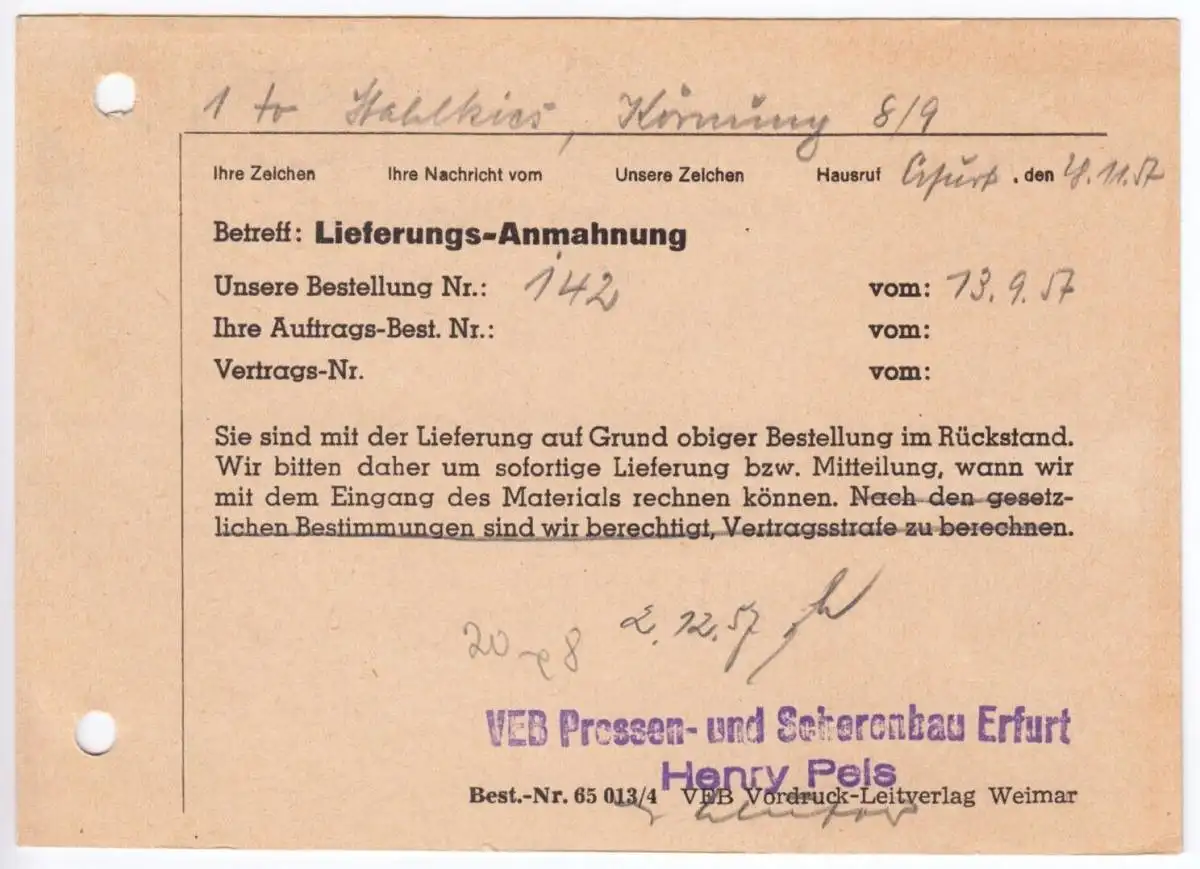 1 to Stahlkies, Körnung 8/9
Ihre Zeichen Ihre Nachricht vom Unsere Zeichen Hausruf Erfurt, den 28.11.57
Betreff: Lieferungs-Anmahnung
Unsere Bestellung Nr.: 142 vom: 13.9.57
Ihre Auftrags-Best. Nr.: vom:
Vertrags-Nr. vom:
Sie sind mit der Lieferung auf Grund obiger Bestellung im Rückstand.
Wir bitten daher um sofortige Lieferung bzw. Mitteilung, wann wir
mit dem Eingang des Materials rechnen können. Nach den gesetz-
lichen Bestimmungen sind wir berechtigt, Vertragsstrafe zu berechnen.
2.12.57
20 8
VEB Pressen- und Scherenbau Erfurt
Henry Pels
Best.-Nr. 65 013/4 VEB Vordruck-Leitverlag Weimar